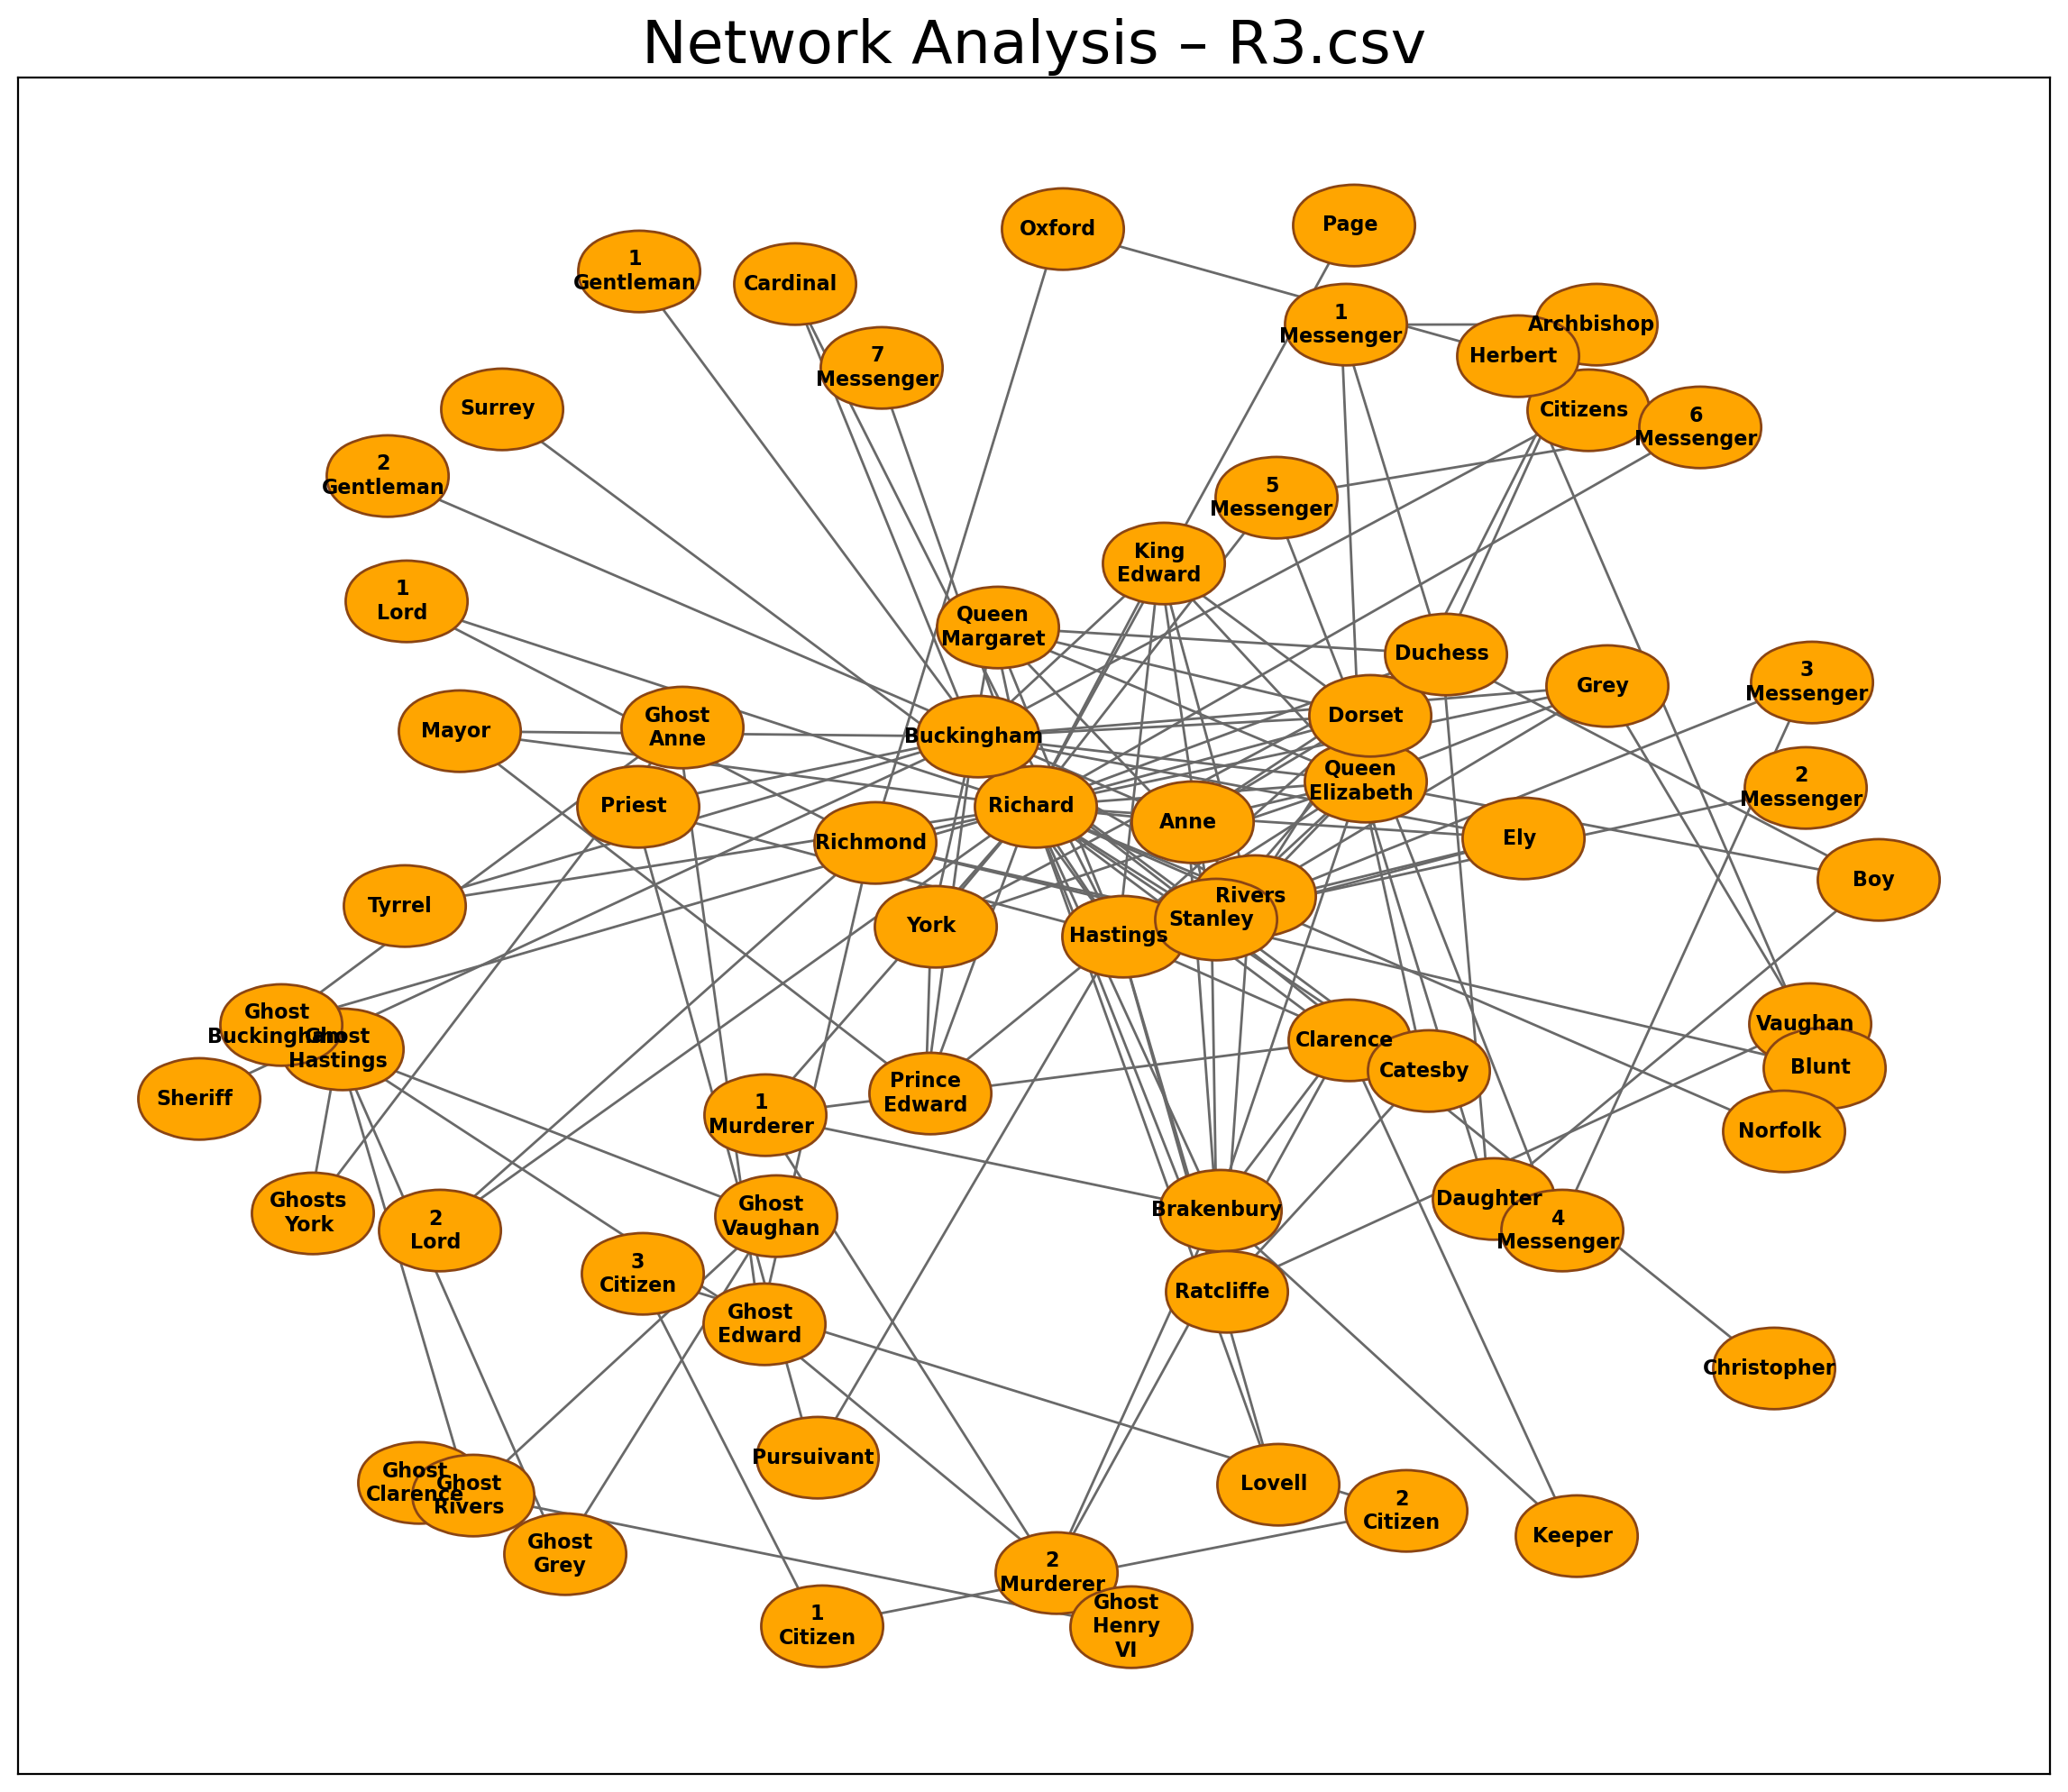 Network Analysis – R3.csv
Oxford
Page
1
Gentleman
Cardinal
1
Messenger
Archbishop
Herbert
7
Messenger
Surrey
Citizens
6
Messenger
2
Gentleman
5
Messenger
King
Edward
1
Lord
Queen
Margaret
Duchess
Grey
3
Messenger
Mayor
Ghost
Anne
Buckingham
Dorset
Queen
Elizabeth
2
Messenger
Priest
Richard
Anne
Richmond
Ely
Boy
Tyrrel
York
Rivers
Stanley
Hastings
Ghost
Buckingham
Ghost
Hastings
Clarence
Vaughan
Catesby
Blunt
Sheriff
Prince
Edward
1
Murderer
Norfolk
Ghosts
York
2
Lord
Ghost
Vaughan
Brakenbury
Daughter
4
Messenger
3
Citizen
Ratcliffe
Ghost
Edward
Christopher
Pursuivant
Ghost
Clarence
Ghost
Rivers
Lovell
2
Citizen
Keeper
Ghost
Grey
2
Murderer
1
Citizen
Ghost
Henry
VI